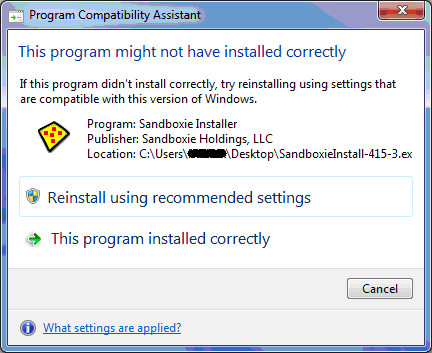 Program Compatibility Assistant
This program might not have installed correctly
If this program didn't install correctly, try reinstalling using settings that
are compatible with this version of Windows.
Program: Sandboxie Installer
Publisher: Sandboxie Holdings, LLC
Location: C:\Users\ \Desktop\SandboxieInstall-415-3.ex
Reinstall using recommended settings
This program installed correctly
Cancel
What settings are applied?